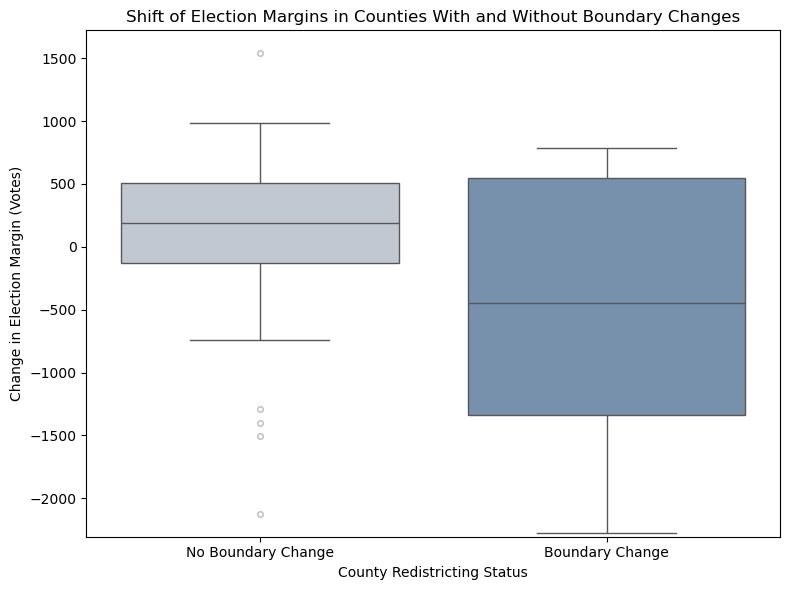 Shift of Election Margins in Counties With and Without Boundary Changes
Change in Election Margin (Votes)
1500
1000
500
0
−500
−1000
−1500
−2000
No Boundary Change
Boundary Change
County Redistricting Status